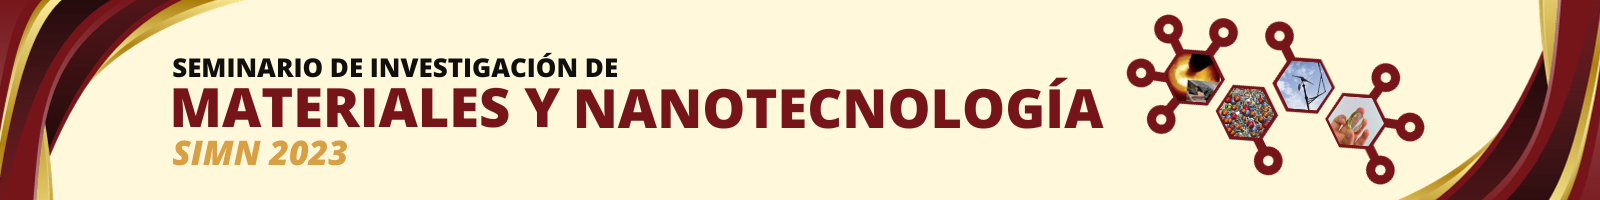 SEMINARIO DE INVESTIGACIÓN DE
MATERIALES Y NANOTECNOLOGÍA
SIMN 2023